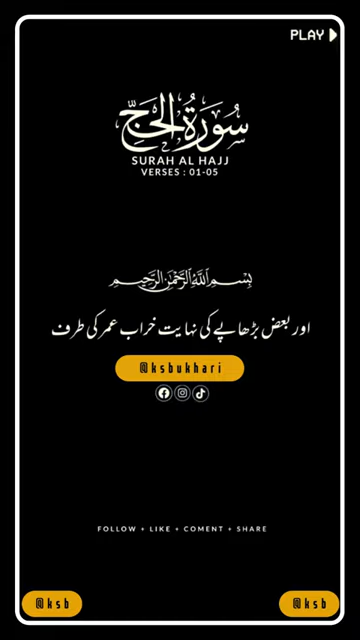 PLAY
سُورَةُ الحَجّ
SURAH AL HAJJ
VERSES : 01-05
بِسْمِ اللَّهِ الرَّحْمَٰنِ الرَّحِيمِ
اور بعض بڑھاپے کی نہایت خراب عمر کی طرف
@ksbukhari
FOLLOW + LIKE + COMENT + SHARE
@ksb
@ksb